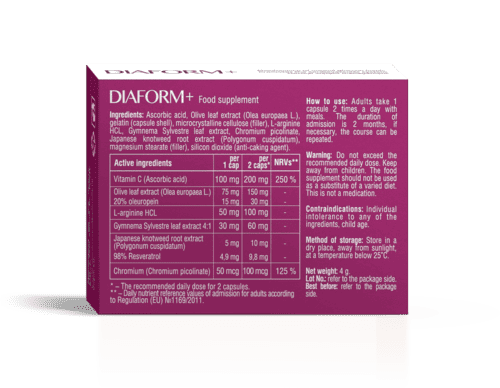 DIAFORM+
DIAFORM+ Food supplement
Ingredients: Ascorbic acid, Olive leaf extract (Olea europaea L.),
gelatin (capsule shell), microcrystalline cellulose (filler), L-arginine
HCL, Gymnema Sylvestre leaf extract, Chromium picolinate,
Japanese knotweed root extract (Polygonum cuspidatum),
magnesium stearate (filler), silicon dioxide (anti-caking agent).
Active ingredients per 1 cap per 2 caps* NRVs**
Vitamin C (Ascorbic acid) 100 mg 200 mg 250 %
Olive leaf extract (Olea europaea L.) 75 mg 150 mg -
20% oleuropein 15 mg 30 mg -
L-arginine HCL 50 mg 100 mg -
Gymnema Sylvestre leaf extract 4:1 30 mg 60 mg -
Japanese knotweed root extract
(Polygonum cuspidatum) 5 mg 10 mg -
98% Resveratrol 4,9 mg 9,8 mg -
Chromium (Chromium picolinate) 50 mcg 100 mcg 125 %
* – The recommended daily dose for 2 capsules.
** – Daily nutrient reference values of admission for adults according
to Regulation (EU) №1169/2011.
How to use: Adults take 1
capsule 2 times a day with
meals. The duration of
admission is 2 months, if
necessary, the course can be
repeated.
Warning: Do not exceed the
recommended daily dose. Keep
away from children. The food
supplement should not be used
as a substitute of a varied diet.
This is not a medication.
Contraindications: Individual
intolerance to any of the
ingredients, child age.
Method of storage: Store in a
dry place, away from sunlight,
at a temperature below 25°C.
Net weight: 4 g.
Lot No.: refer to the package side.
Best before: refer to the package
side.